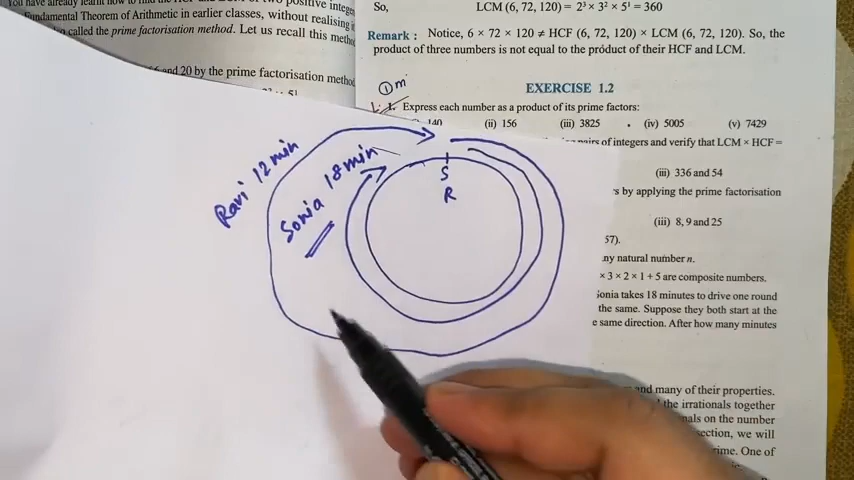 You have already learnt how to find the HCF and LCM of two positive integers
Fundamental Theorem of Arithmetic in earlier classes, without realising it
called the prime factorisation method. Let us recall this method
and 20 by the prime factorisation method
So, LCM (6, 72, 120) = 2³ × 3² × 5¹ = 360
Remark : Notice, 6 × 72 × 120 ≠ HCF (6, 72, 120) × LCM (6, 72, 120). So, the
product of three numbers is not equal to the product of their HCF and LCM.
① m
EXERCISE 1.2
1. Express each number as a product of its prime factors:
140 (ii) 156 (iii) 3825 (iv) 5005 (v) 7429
pairs of integers and verify that LCM × HCF =
(iii) 336 and 54
s by applying the prime factorisation
(iii) 8, 9 and 25
57).
ny natural number n.
× 3 × 2 × 1 + 5 are composite numbers.
Sonia takes 18 minutes to drive one round
the same. Suppose they both start at the
e same direction. After how many minutes
and many of their properties.
the irrationals together
nals on the number
section, we will
rime. One of
Ravi 12 min
Sonia 18 min
S
R